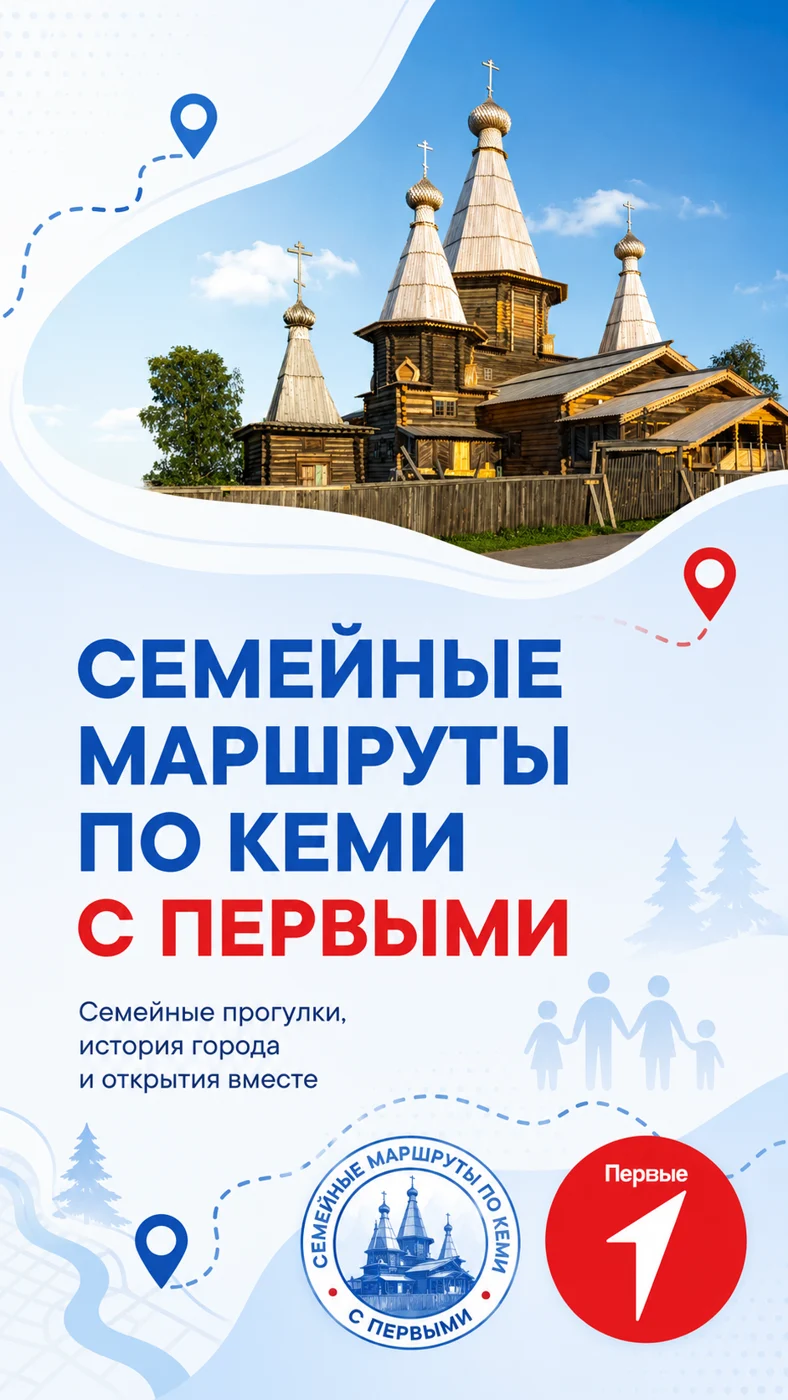 СЕМЕЙНЫЕ
МАРШРУТЫ
ПО КЕМИ
С ПЕРВЫМИ
Семейные прогулки,
история города
и открытия вместе
СЕМЕЙНЫЕ МАРШРУТЫ ПО КЕМИ
С ПЕРВЫМИ
Первые